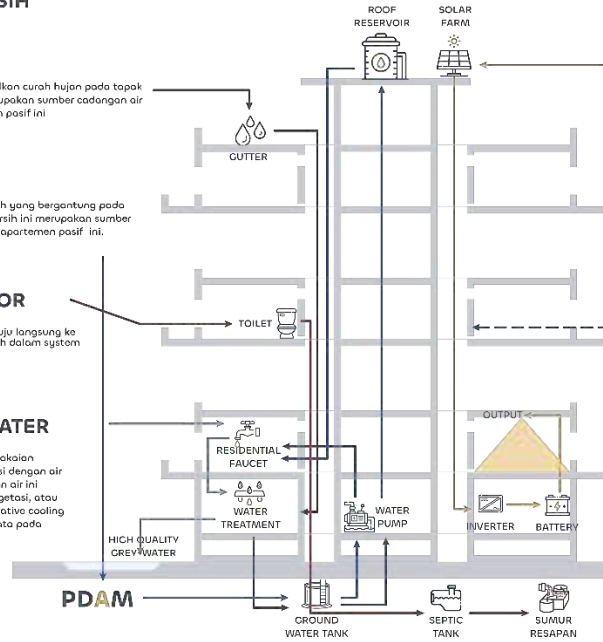 SIH
ROOF
RESERVOIR
SOLAR
FARM
lkan curah hujan pada tapak
upakan sumber cadangan air
n pasif ini
GUTTER
h yang bergantung pada
ersih ini merupakan sumber
apartemen pasif ini.
OR
TOILET
uju langsung ke
h dalam system
OUTPUT
ATER
RESIDENTIAL
FAUCET
akaian
si dengan air
n air ini
getasi, atau
rative cooling
ata pada
WATER
TREATMENT
WATER
PUMP
INVERTER
BATTERY
HIGH QUALITY
GREY WATER
PDAM
GROUND
WATER TANK
SEPTIC
TANK
SUMUR
RESAPAN